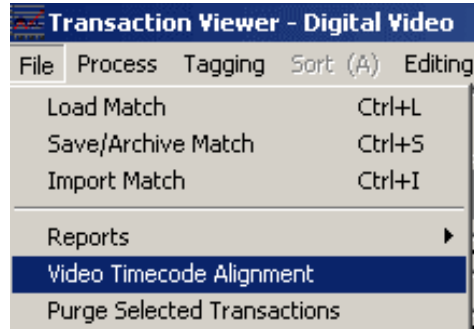 Transaction Viewer - Digital Video
File Process Tagging Sort (A) Editing
Load Match Ctrl+L
Save/Archive Match Ctrl+S
Import Match Ctrl+I
Reports
Video Timecode Alignment
Purge Selected Transactions